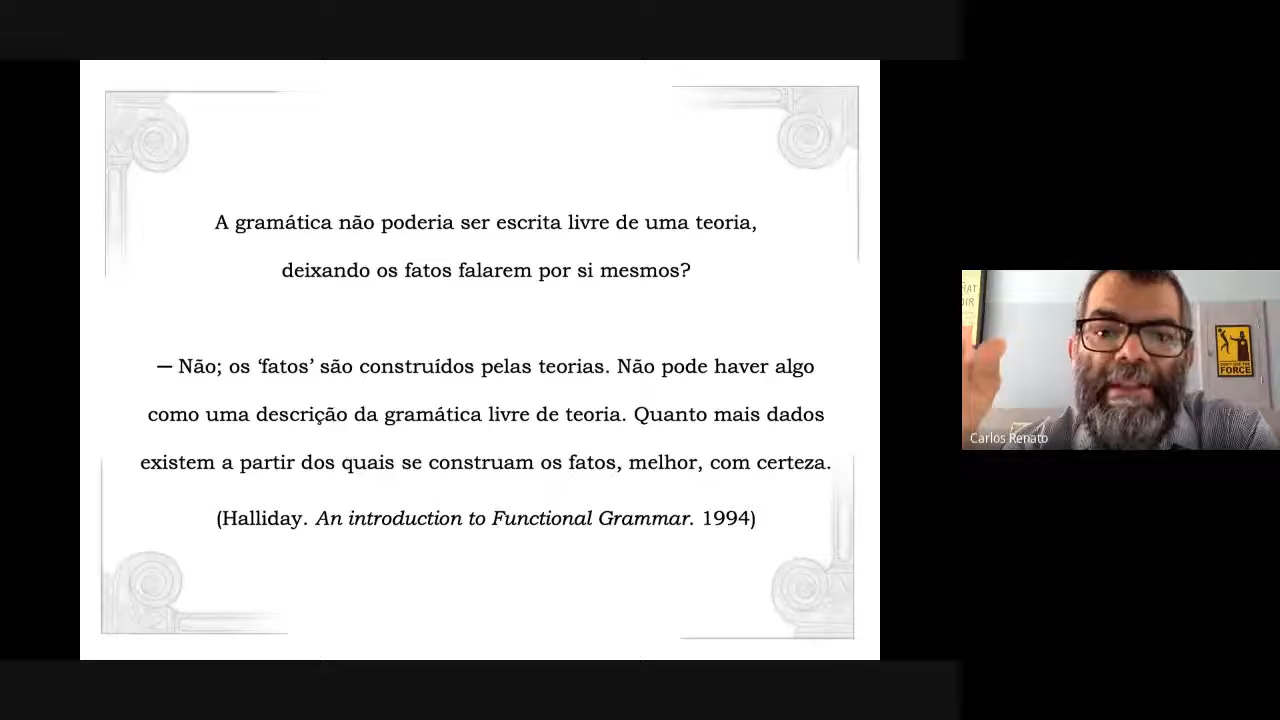 A gramática não poderia ser escrita livre de uma teoria,
deixando os fatos falarem por si mesmos?
— Não; os ‘fatos’ são construídos pelas teorias. Não pode haver algo
como uma descrição da gramática livre de teoria. Quanto mais dados
existem a partir dos quais se construam os fatos, melhor, com certeza.
(Halliday. An introduction to Functional Grammar. 1994)
FORCE
Carlos Renato